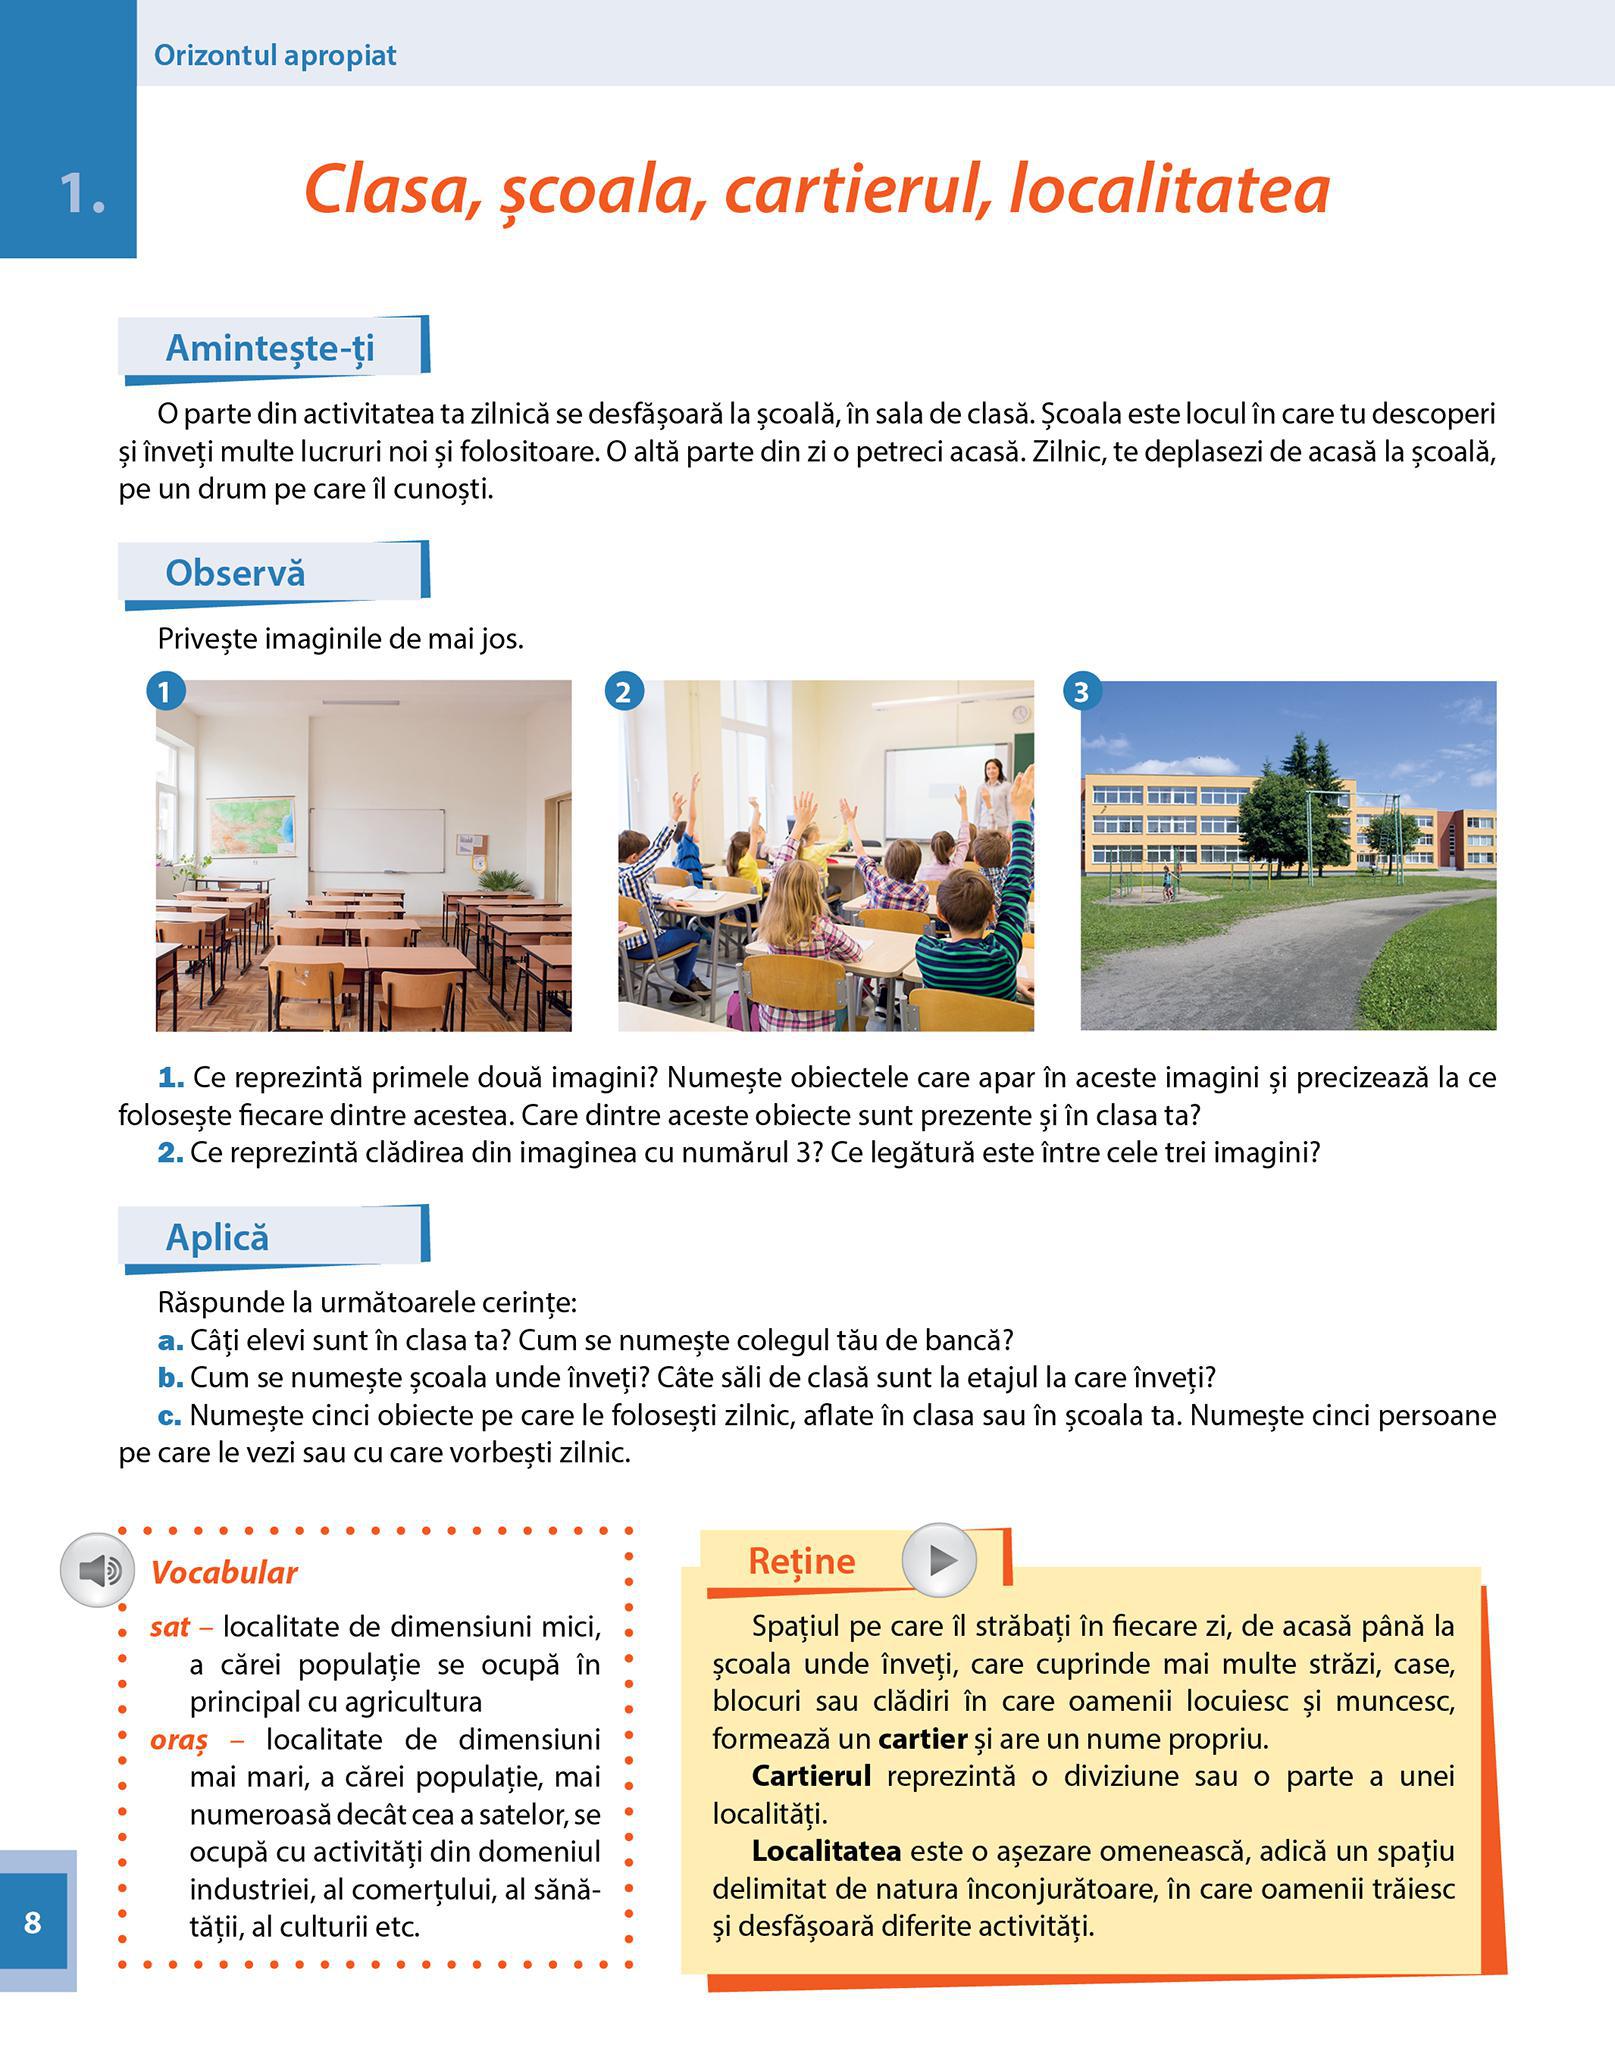 Orizontul apropiat
1.
Clasa, școala, cartierul, localitatea
Amintește-ți
O parte din activitatea ta zilnică se desfășoară la școală, în sala de clasă. Școala este locul în care tu descoperi
și înveți multe lucruri noi și folositoare. O altă parte din zi o petreci acasă. Zilnic, te deplasezi de acasă la școală,
pe un drum pe care îl cunoști.
Observă
Privește imaginile de mai jos.
1
2
3
1. Ce reprezintă primele două imagini? Numește obiectele care apar în aceste imagini și precizează la ce
folosește fiecare dintre acestea. Care dintre aceste obiecte sunt prezente și în clasa ta?
2. Ce reprezintă clădirea din imaginea cu numărul 3? Ce legătură este între cele trei imagini?
Aplică
Răspunde la următoarele cerințe:
a. Câți elevi sunt în clasa ta? Cum se numește colegul tău de bancă?
b. Cum se numește școala unde înveți? Câte săli de clasă sunt la etajul la care înveți?
c. Numește cinci obiecte pe care le folosești zilnic, aflate în clasa sau în școala ta. Numește cinci persoane
pe care le vezi sau cu care vorbești zilnic.
Vocabular
sat – localitate de dimensiuni mici,
a cărei populație se ocupă în
principal cu agricultura
oraș – localitate de dimensiuni
mai mari, a cărei populație, mai
numeroasă decât cea a satelor, se
ocupă cu activități din domeniul
industriei, al comerțului, al sănă-
tății, al culturii etc.
Reține
Spațiul pe care îl străbați în fiecare zi, de acasă până la
școala unde înveți, care cuprinde mai multe străzi, case,
blocuri sau clădiri în care oamenii locuiesc și muncesc,
formează un cartier și are un nume propriu.
Cartierul reprezintă o diviziune sau o parte a unei
localități.
Localitatea este o așezare omenească, adică un spațiu
delimitat de natura înconjurătoare, în care oamenii trăiesc
și desfășoară diferite activități.
8